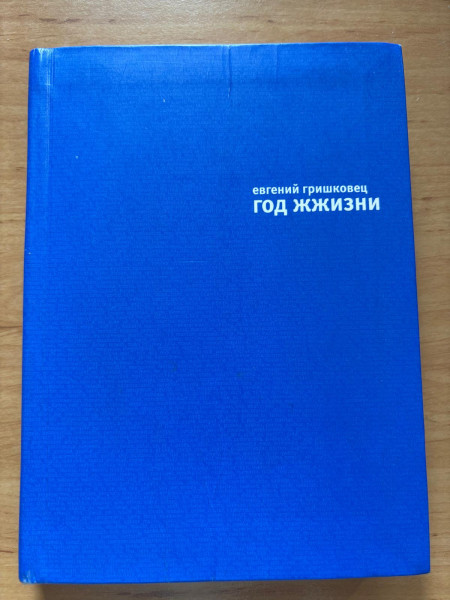 евгений гришковец
год жжизни